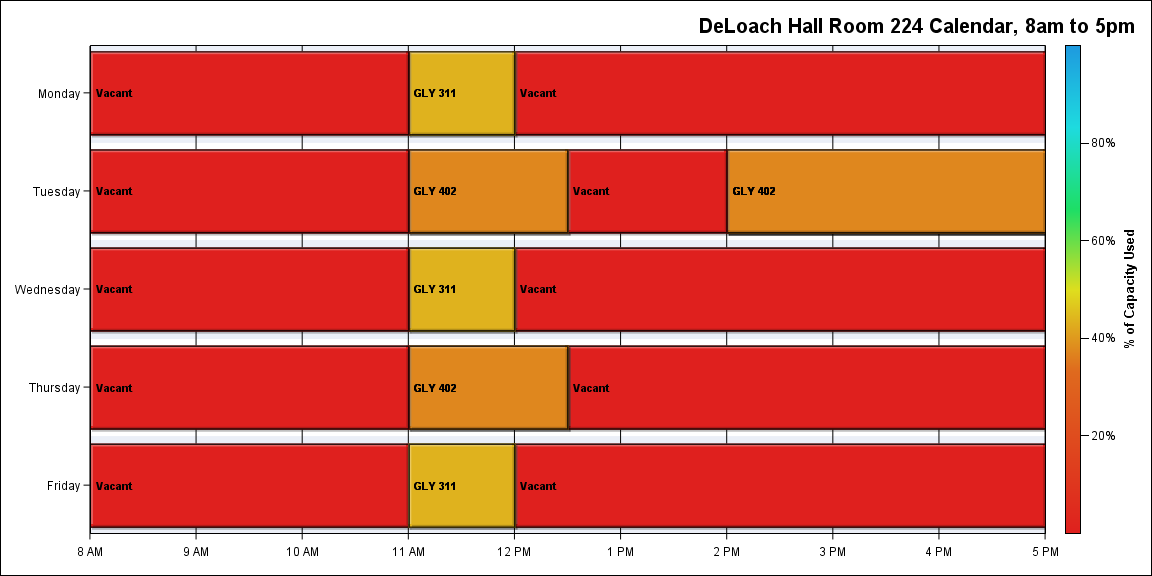 DeLoach Hall Room 224 Calendar, 8am to 5pm
Monday
Vacant
GLY 311
Vacant
Tuesday
Vacant
GLY 402
Vacant
GLY 402
Wednesday
Vacant
GLY 311
Vacant
Thursday
Vacant
GLY 402
Vacant
Friday
Vacant
GLY 311
Vacant
8 AM
9 AM
10 AM
11 AM
12 PM
1 PM
2 PM
3 PM
4 PM
5 PM
80%
60%
40%
20%
% of Capacity Used